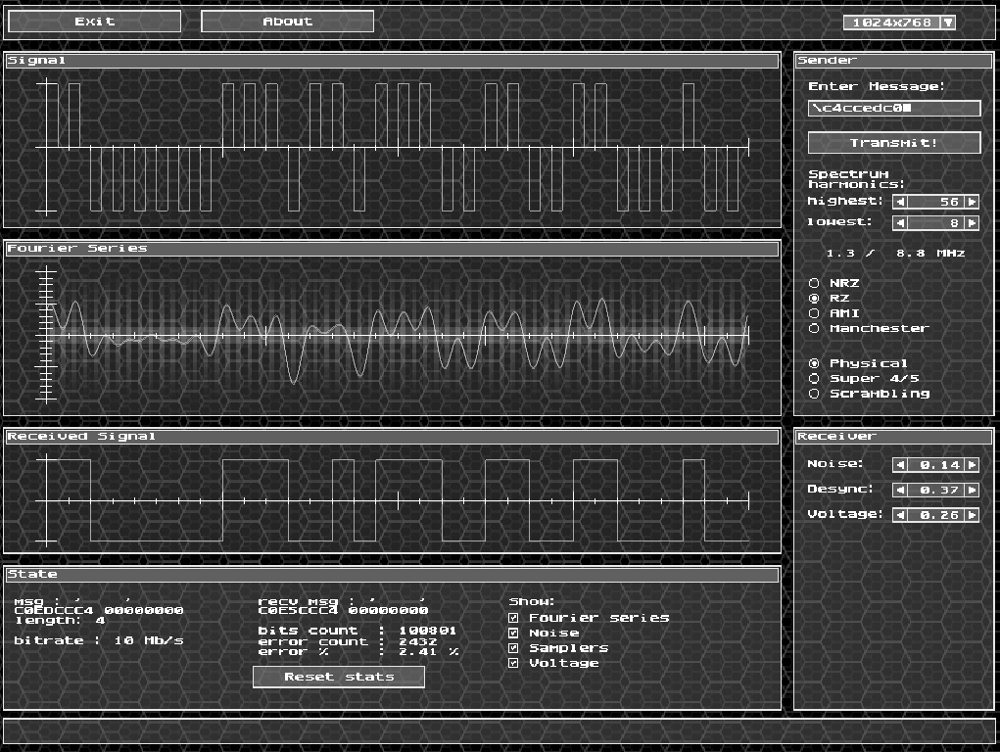 Exit About 1024x768
Signal
Fourier Series
Received Signal
State
msg : ' '
C0EDCCC4 00000000
length: 4
bitrate : 10 Mb/s
recv msg : ' '
C0E5CCC4 00000000
bits count : 100801
error count : 2432
error % : 2.41 %
Reset stats
Show:
Fourier series
Noise
Samplers
Voltage
Sender
Enter Message:
\c4ccedc0
Transmit!
Spectrum
harmonics:
highest: 56
lowest: 8
1.3 / 8.8 MHz
NRZ
RZ
AMI
Manchester
Physical
Super 4/5
Scrambling
Receiver
Noise: 0.14
Desync: 0.37
Voltage: 0.26